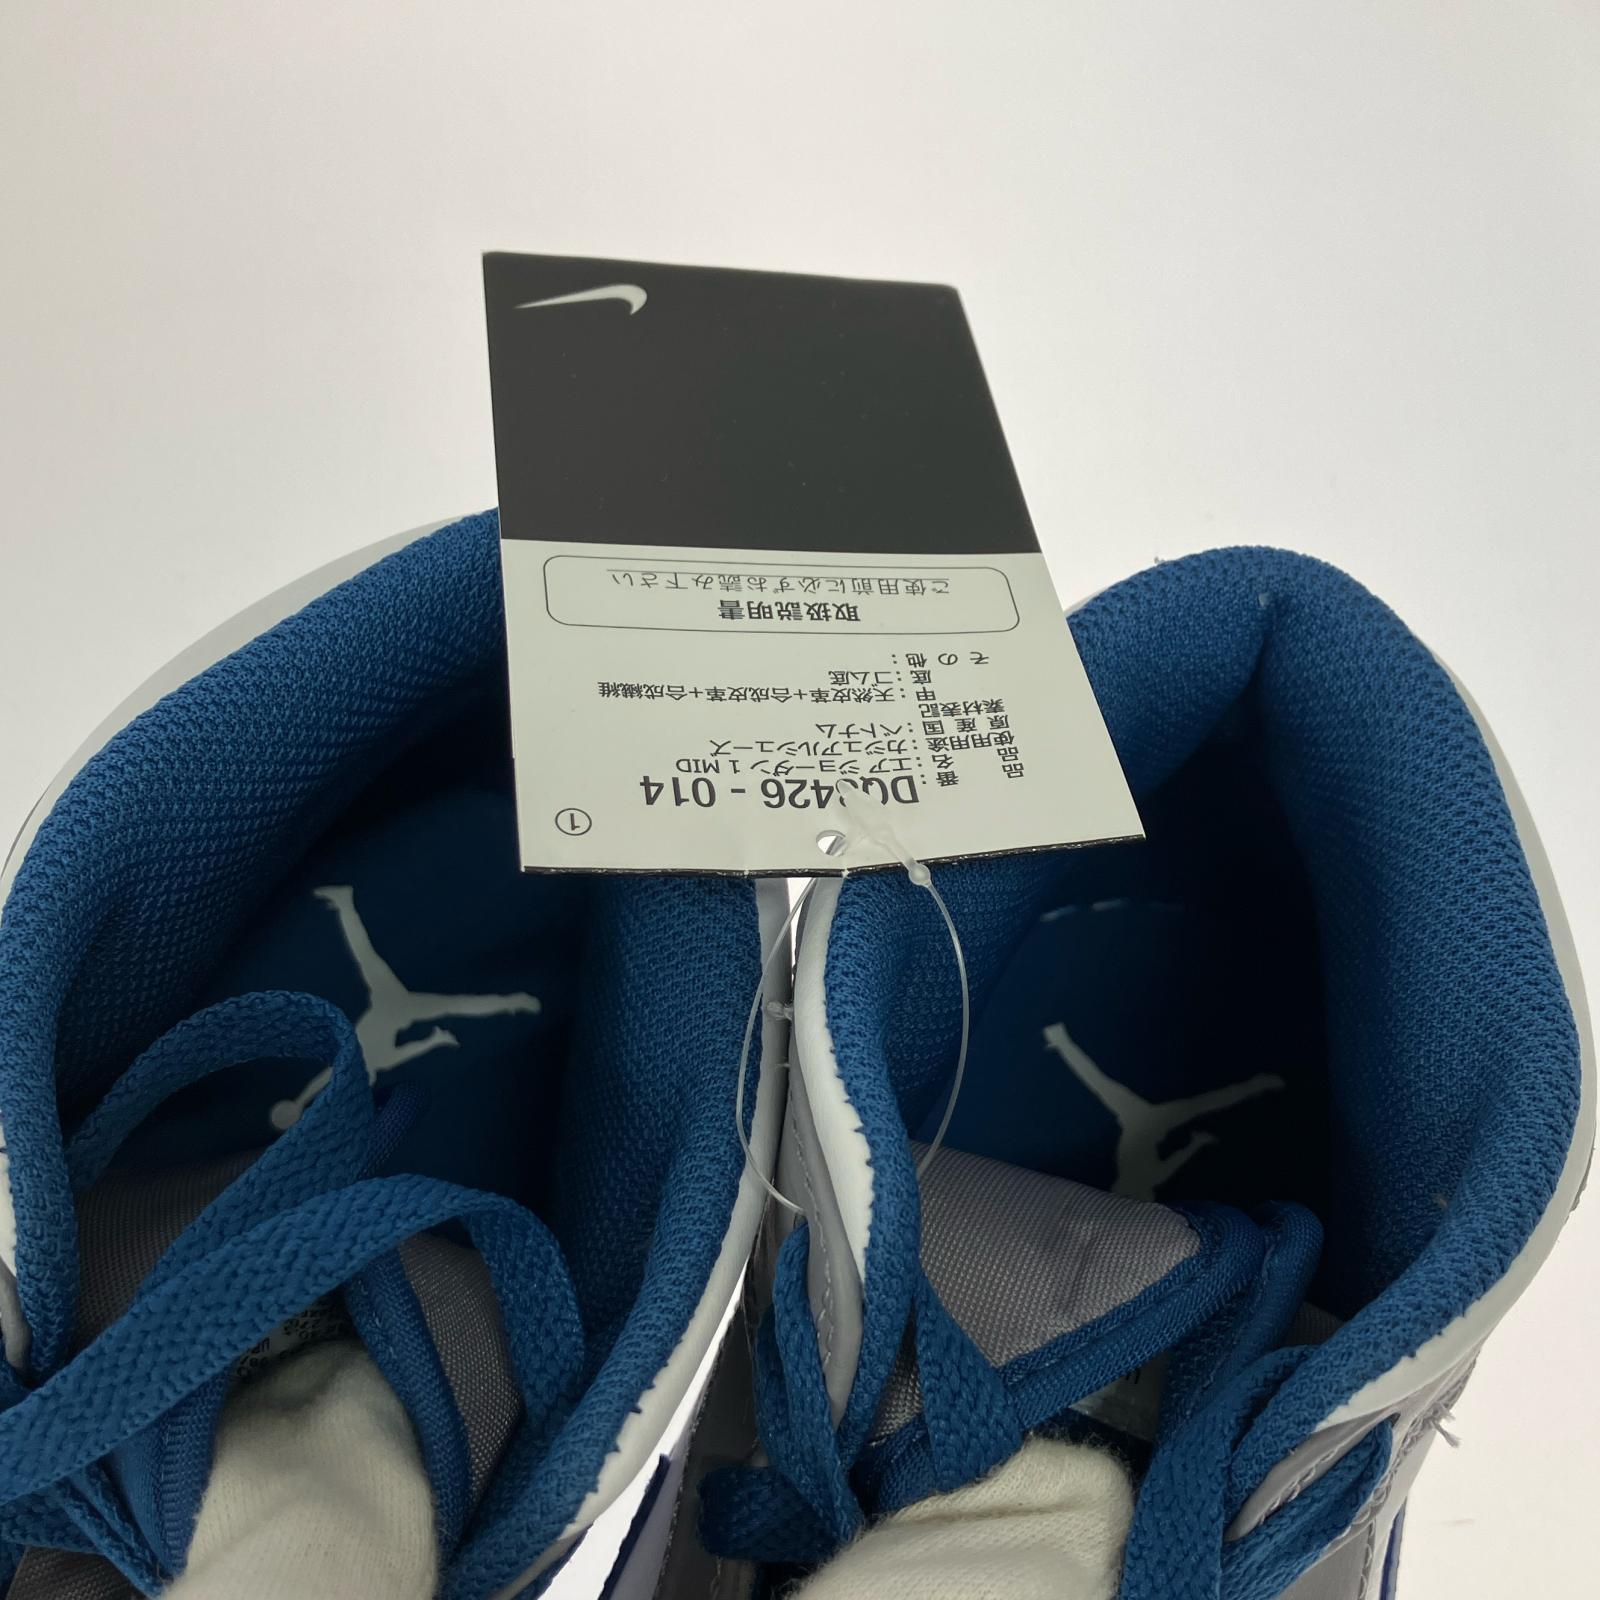 ①
品 番:DQ8426 - 014
品 名:エアジョーダン 1 MID
使用用途:カジュアルシューズ
原 産 国:ベトナム
素材表記
甲:天然皮革+合成皮革+合成繊維
底:ゴム底
そ の 他:
取扱説明書
ご使用前に必ずお読み下さい